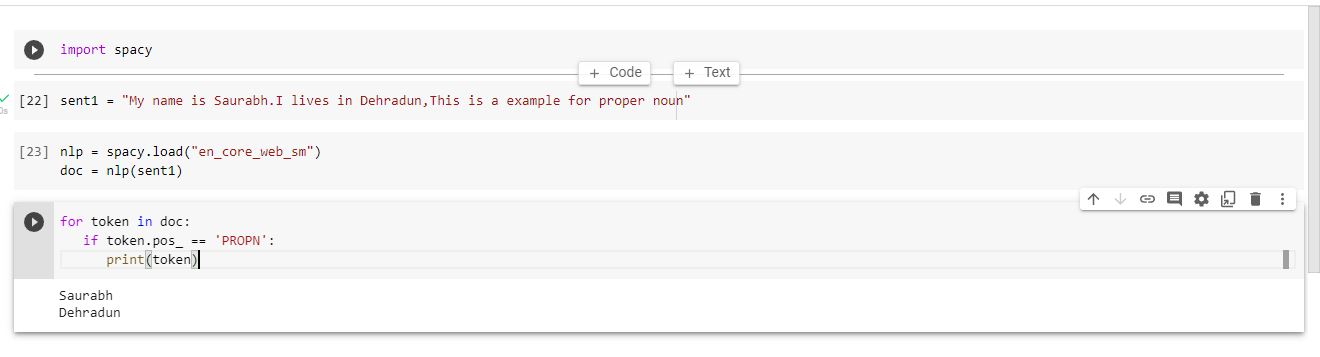 import spacy
+ Code + Text
[22] sent1 = "My name is Saurabh.I lives in Dehradun,This is a example for proper noun"
0s
[23] nlp = spacy.load("en_core_web_sm")
doc = nlp(sent1)
for token in doc:
if token.pos_ == 'PROPN':
print(token)
Saurabh
Dehradun